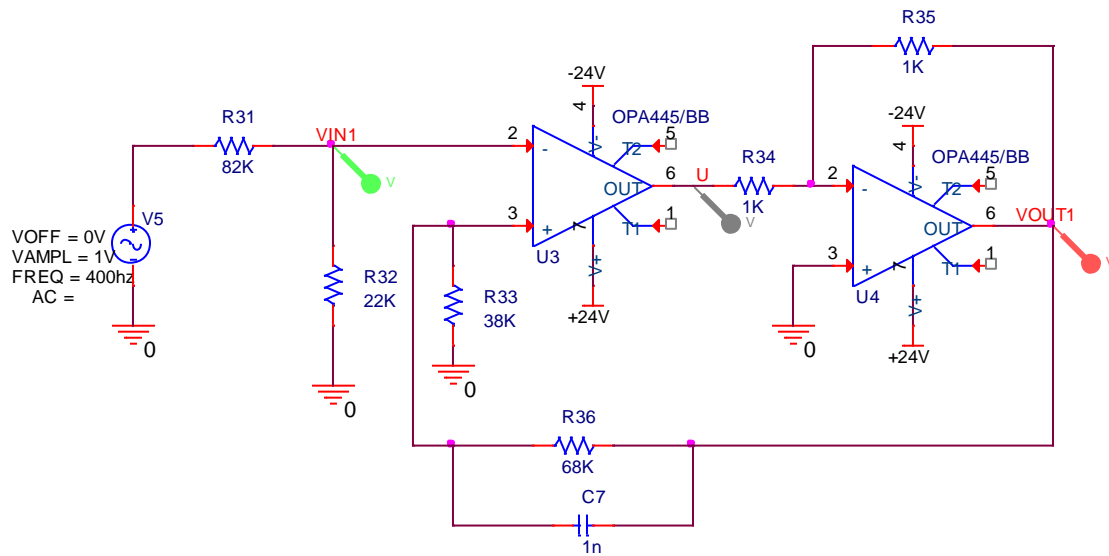 R35
1K
-24V
4
OPA445/BB
R31
82K
VIN1
2
-
V-
T2
5
V
6
OUT
U
R34
1K
V
3
+
7
V+
T1
1
U3
+24V
-24V
4
OPA445/BB
2
-
V-
T2
5
6
OUT
VOUT1
V
3
+
7
V+
T1
1
U4
+24V
V5
VOFF = 0V
VAMPL = 1V
FREQ = 400hz
AC =
0
R32
22K
0
R33
38K
0
0
R36
68K
C7
1n